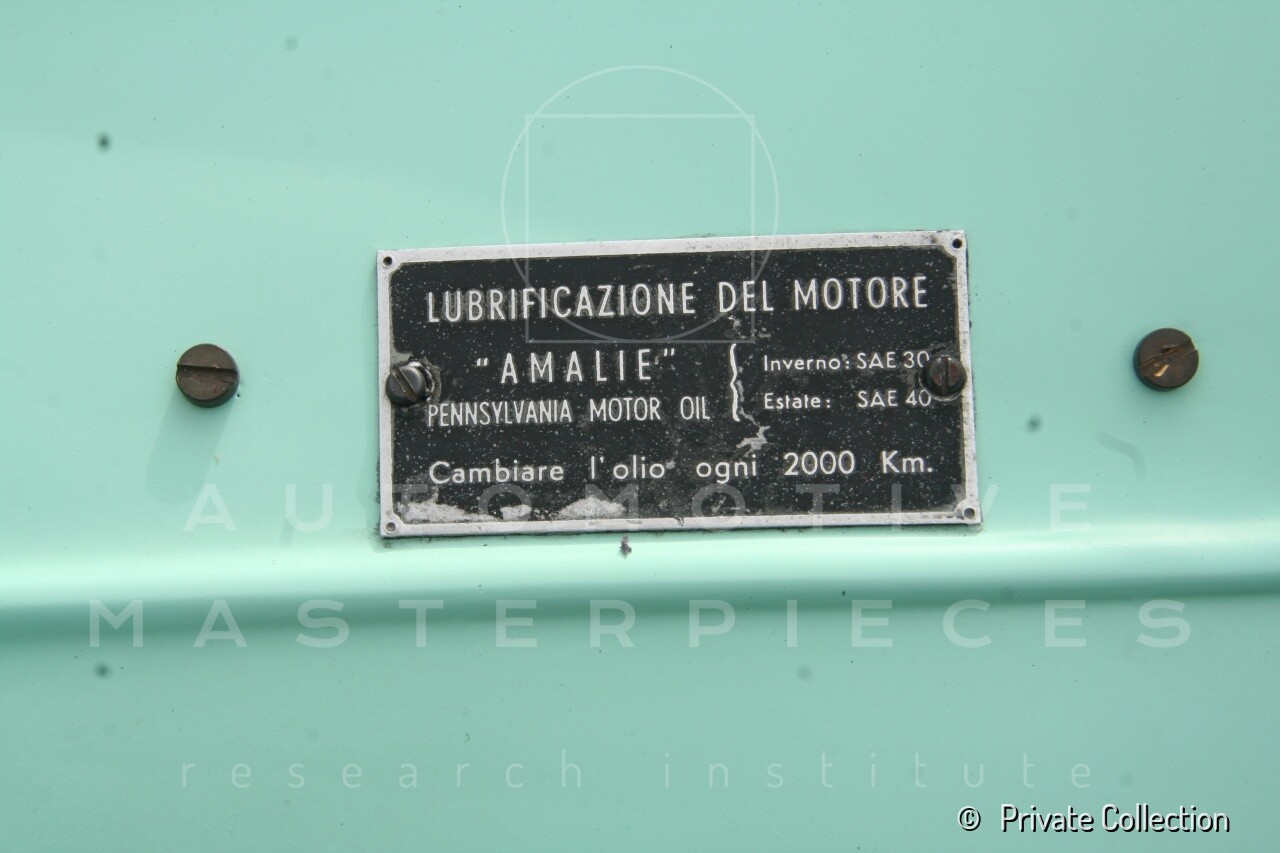 LUBRIFICAZIONE DEL MOTORE
"AMALIE"
PENNSYLVANIA MOTOR OIL
{
Inverno: SAE 30
Estate: SAE 40
Cambiare l'olio ogni 2000 Km.
AUTOMOTIVE
MASTERPIECES
research institute
© Private Collection